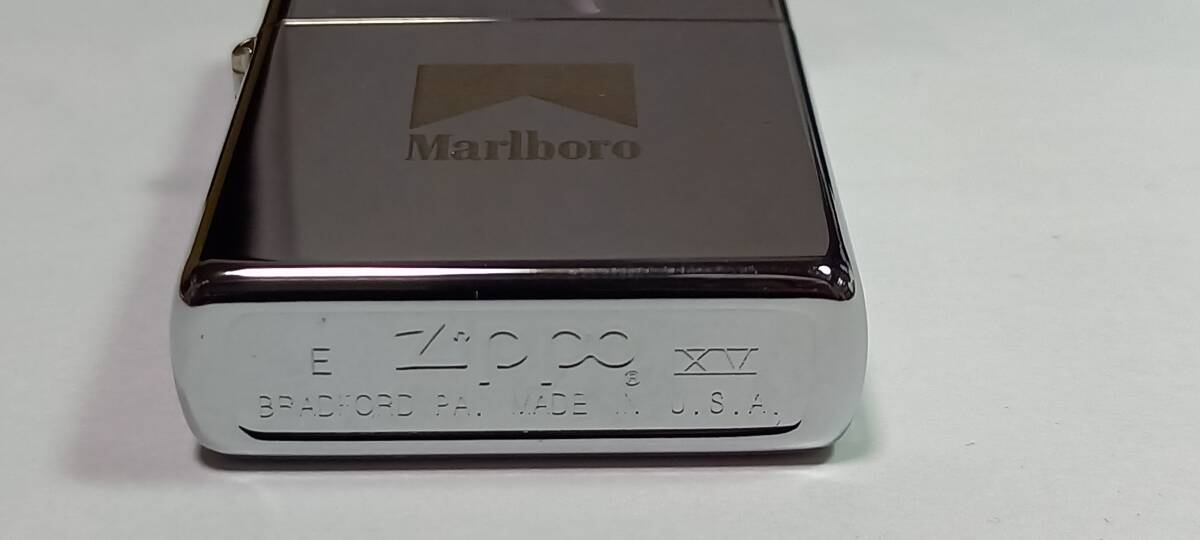 Marlboro
E Zippo® XV
BRADFORD PA. MADE IN U.S.A.